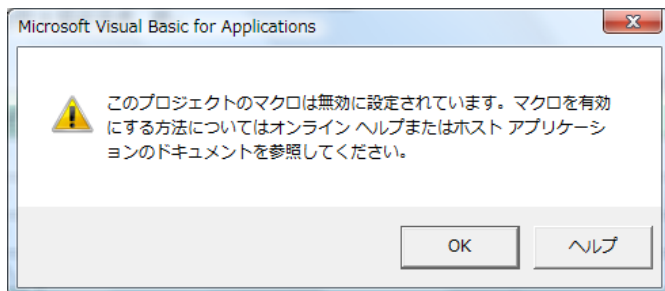 Microsoft Visual Basic for Applications
このプロジェクトのマクロは無効に設定されています。マクロを有効
にする方法についてはオンライン ヘルプまたはホスト アプリケーシ
ョンのドキュメントを参照してください。
OK
ヘルプ